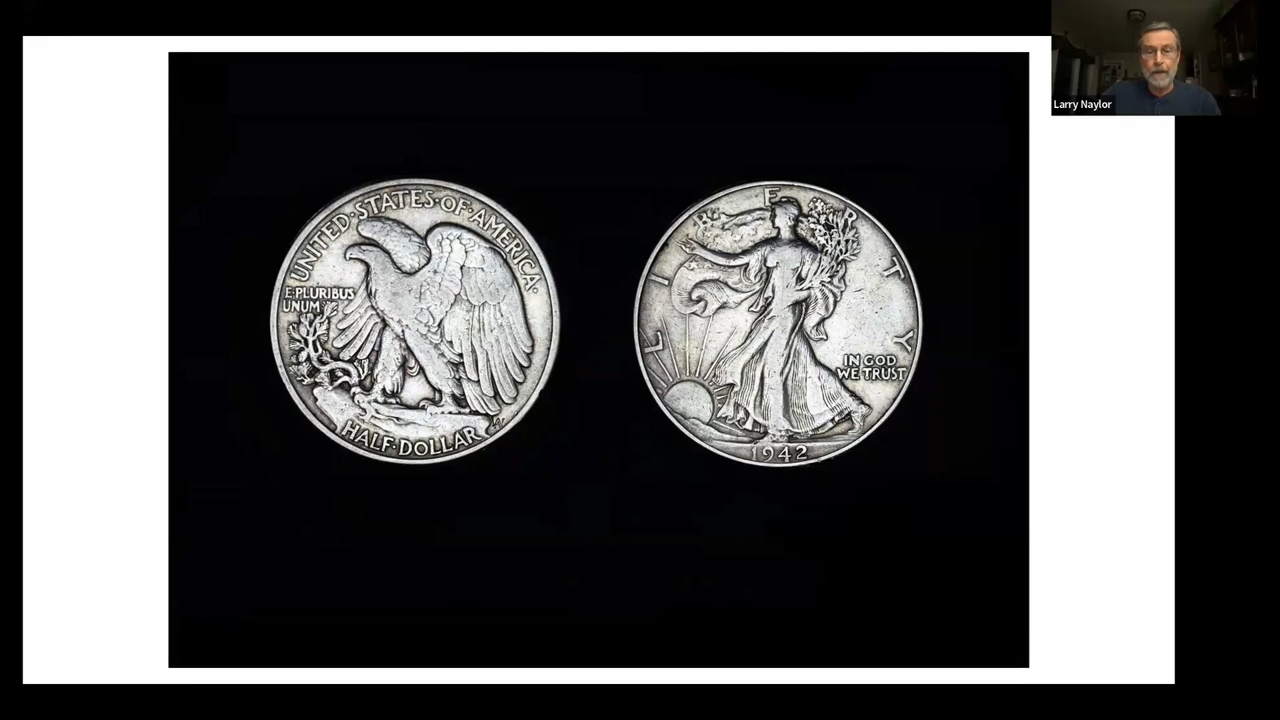 Larry Naylor
UNITED·STATES·OF·AMERICA·
E·PLURIBUS
UNUM
HALF·DOLLAR
LIBERTY
IN GOD
WE TRUST
1942